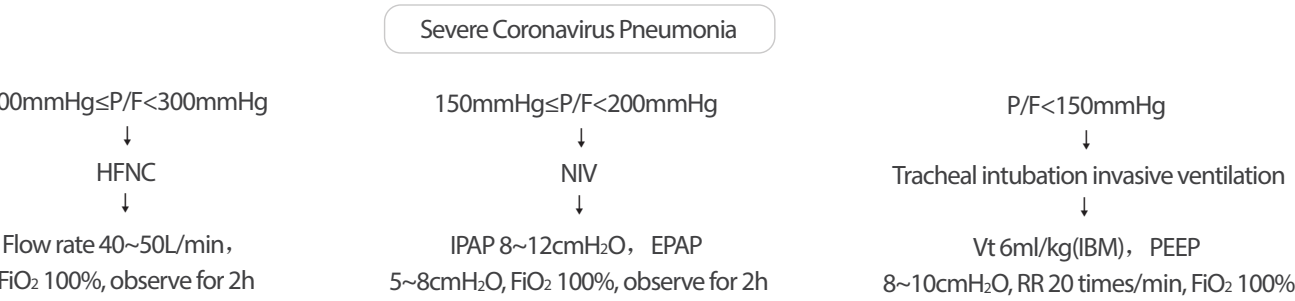 Severe Coronavirus Pneumonia
00mmHg≤P/F<300mmHg
↓
HFNC
↓
Flow rate 40~50L/min，
FiO2 100%, observe for 2h
150mmHg≤P/F<200mmHg
↓
NIV
↓
IPAP 8~12cmH2O， EPAP
5~8cmH2O, FiO2 100%, observe for 2h
P/F<150mmHg
↓
Tracheal intubation invasive ventilation
↓
Vt 6ml/kg(IBM)， PEEP
8~10cmH2O, RR 20 times/min, FiO2 100%